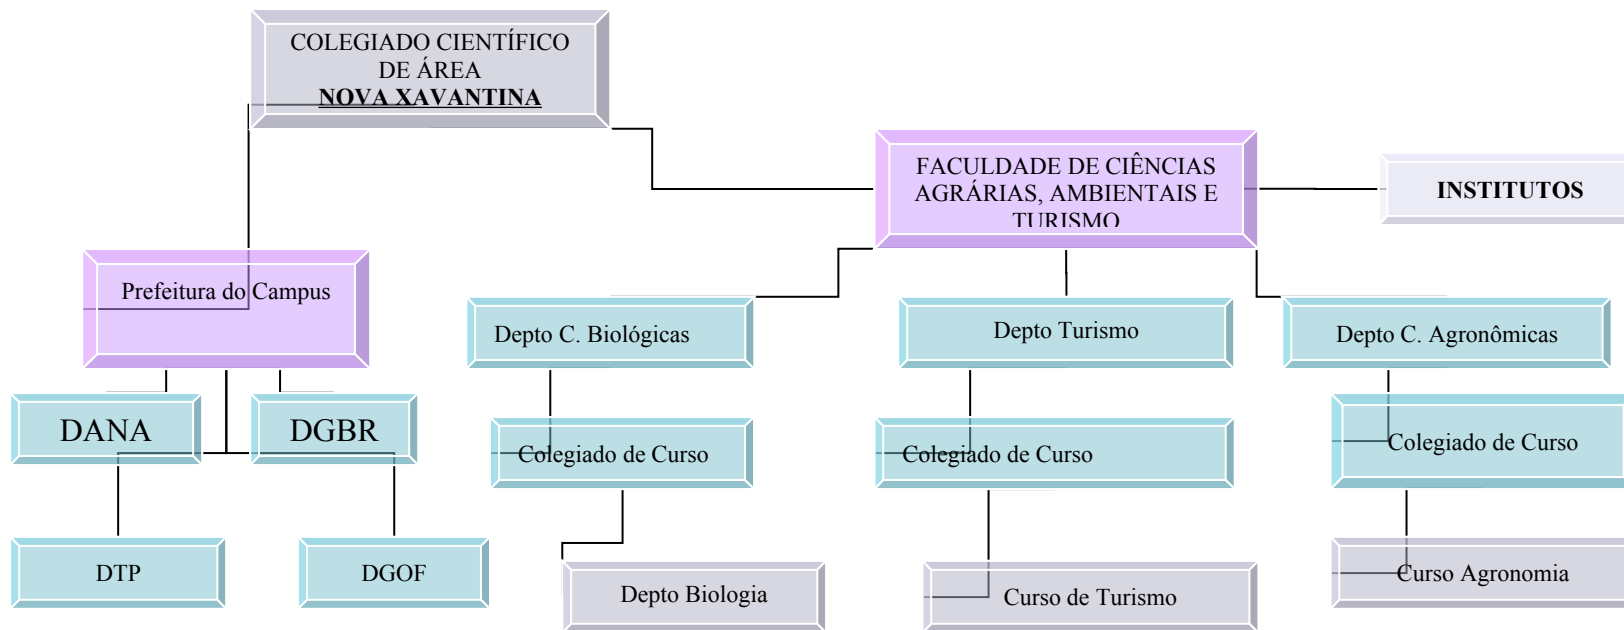 COLEGIADO CIENTÍFICO
DE ÁREA
NOVA XAVANTINA
FACULDADE DE CIÊNCIAS
AGRÁRIAS, AMBIENTAIS E
TURISMO
INSTITUTOS
Prefeitura do Campus
Depto C. Biológicas
Depto Turismo
Depto C. Agronômicas
DANA
DGBR
Colegiado de Curso
Colegiado de Curso
Colegiado de Curso
DTP
DGOF
Depto Biologia
Curso de Turismo
Curso Agronomia